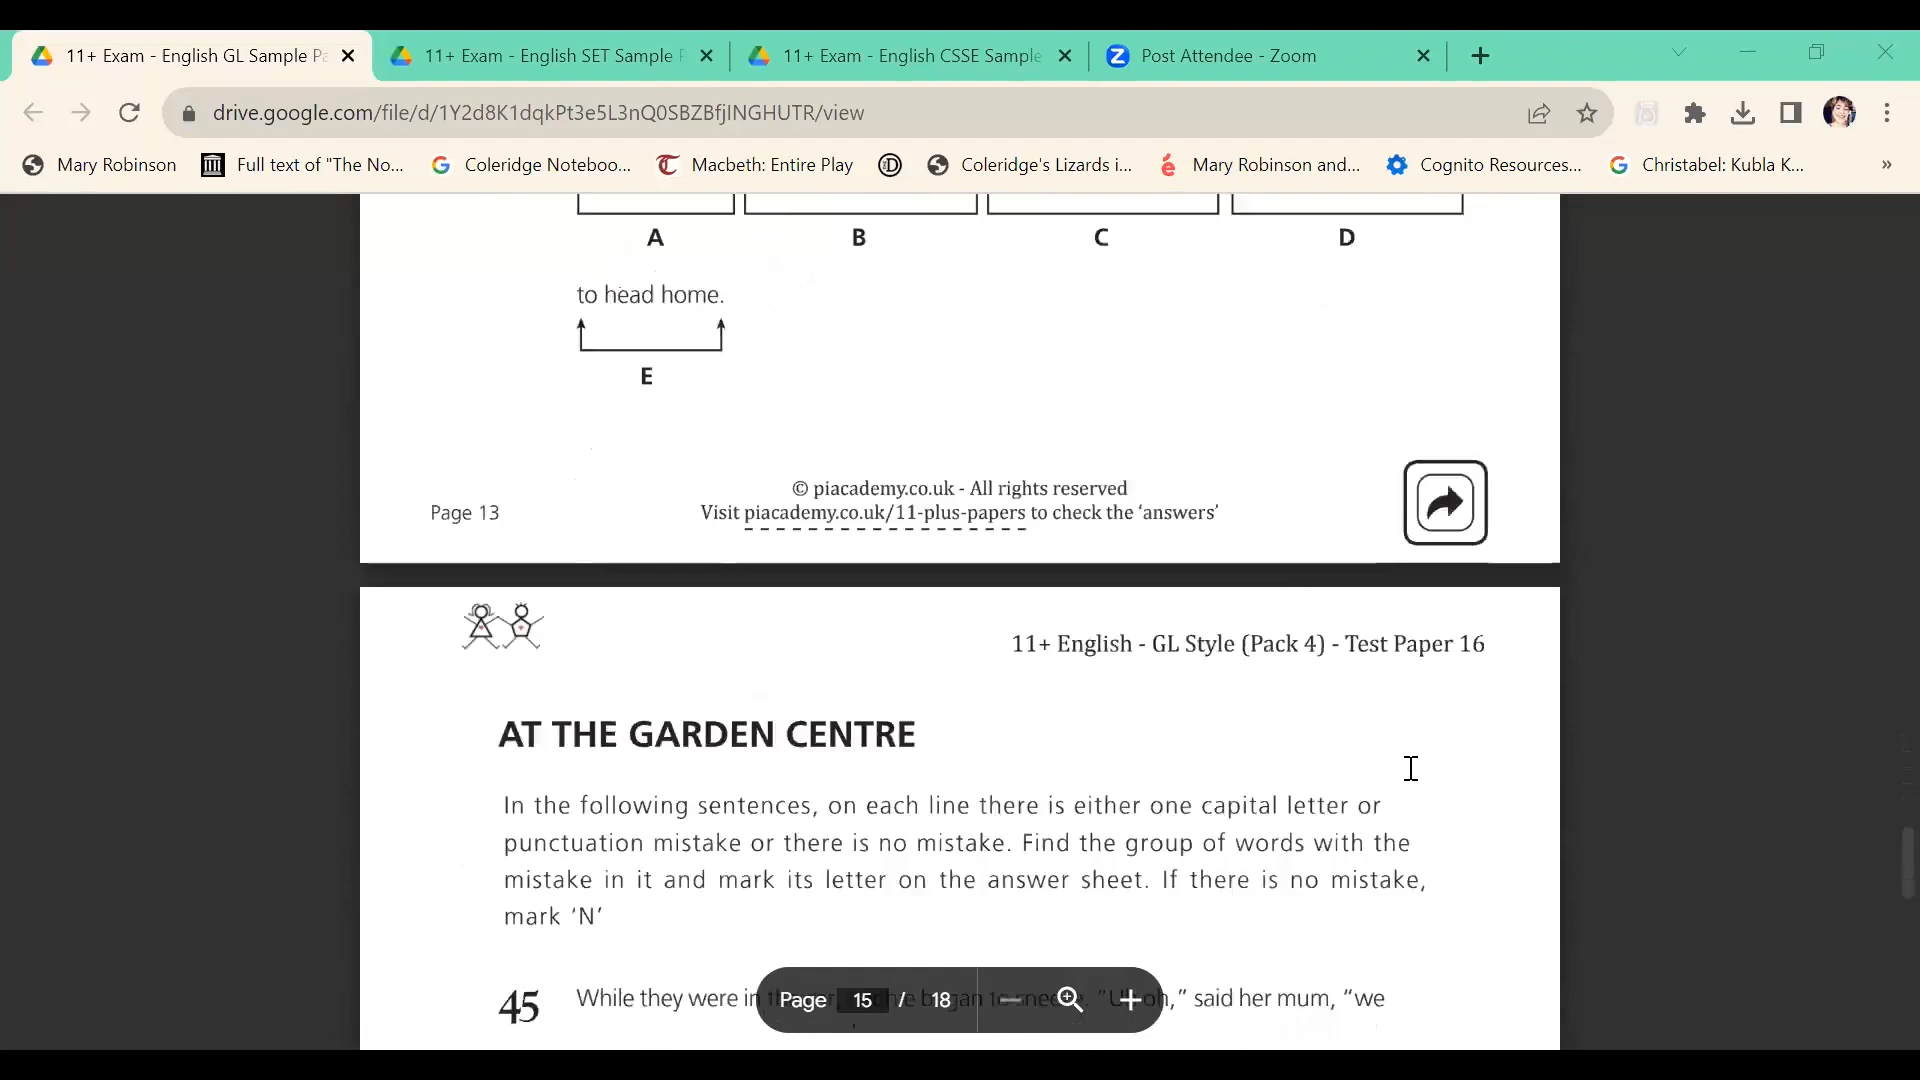 11+ Exam - English GL Sample Pa
11+ Exam - English SET Sample P
11+ Exam - English CSSE Sample
Post Attendee - Zoom
drive.google.com/file/d/1Y2d8K1dqkPt3e5L3nQ0SBZBfjINGHUTR/view
Mary Robinson
Full text of "The No...
Coleridge Noteboo...
Macbeth: Entire Play
Coleridge's Lizards i...
Mary Robinson and...
Cognito Resources...
Christabel: Kubla K...
»
A B C D
to head home.
E
© piacademy.co.uk - All rights reserved
Page 13
Visit piacademy.co.uk/11-plus-papers to check the ‘answers’
11+ English - GL Style (Pack 4) - Test Paper 16
AT THE GARDEN CENTRE
In the following sentences, on each line there is either one capital letter or
punctuation mistake or there is no mistake. Find the group of words with the
mistake in it and mark its letter on the answer sheet. If there is no mistake,
mark ‘N’
45 While they were in began to said her mum, “we
Page 15 / 18